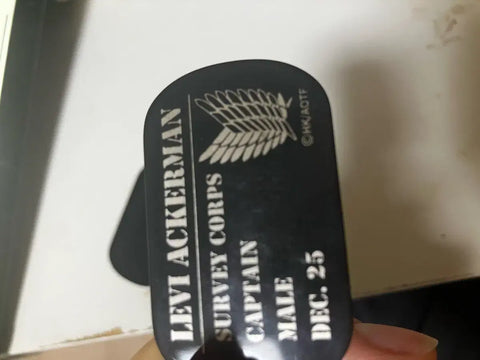 LEVI ACKERMAN
SURVEY CORPS
CAPTAIN
MALE
DEC. 25
©HK/AOTF